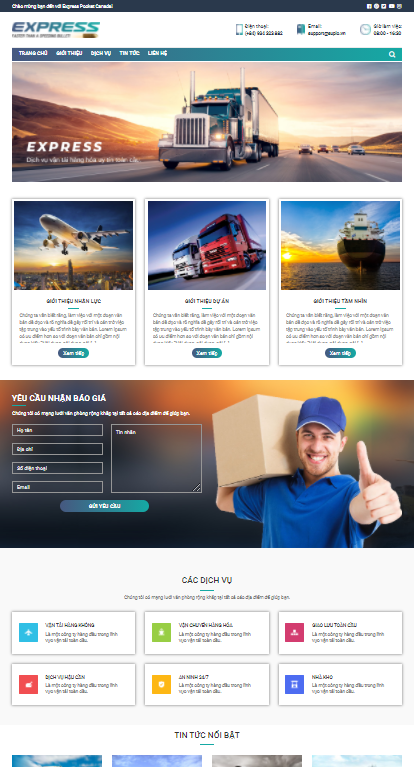 Chào mừng bạn đến với Express Pocket Canada!
EXPRESS
FASTER THAN A SPEEDING BULLET
Điện thoại:
Email:
support@suplo.vn
Giờ làm việc:
08:00 - 16:30
TRANG CHỦ GIỚI THIỆU DỊCH VỤ TIN TỨC LIÊN HỆ
EXPRESS
Dịch vụ vận tải hàng hóa uy tín toàn cầu
GIỚI THIỆU NHÂN LỰC
Chúng ta vẫn biết rằng, làm việc với một đoạn văn
bản dễ đọc và rõ nghĩa dễ gây rối trí và cản trở việc
tập trung vào yếu tố trình bày văn bản. Lorem Ipsum
có ưu điểm hơn so với đoạn văn bản chỉ gồm nội
Xem tiếp
GIỚI THIỆU DỰ ÁN
Chúng ta vẫn biết rằng, làm việc với một đoạn văn
bản dễ đọc và rõ nghĩa dễ gây rối trí và cản trở việc
tập trung vào yếu tố trình bày văn bản. Lorem Ipsum
có ưu điểm hơn so với đoạn văn bản chỉ gồm nội
Xem tiếp
GIỚI THIỆU TẦM NHÌN
Chúng ta vẫn biết rằng, làm việc với một đoạn văn
bản dễ đọc và rõ nghĩa dễ gây rối trí và cản trở việc
tập trung vào yếu tố trình bày văn bản. Lorem Ipsum
có ưu điểm hơn so với đoạn văn bản chỉ gồm nội
Xem tiếp
YÊU CẦU NHẬN BÁO GIÁ
Chúng tôi có mạng lưới văn phòng rộng khắp tại tất cả các địa điểm để giúp bạn.
Họ tên
Địa chỉ
Số điện thoại
Email
Tin nhắn
GỬI YÊU CẦU
CÁC DỊCH VỤ
Chúng tôi có mạng lưới văn phòng rộng khắp tại tất cả các địa điểm để giúp bạn.
VẬN TẢI HÀNG KHÔNG
Là một công ty hàng đầu trong lĩnh
vực vận tải toàn cầu.
VẬN CHUYỂN HÀNG HÓA
Là một công ty hàng đầu trong lĩnh
vực vận tải toàn cầu.
GIAO LƯU TOÀN CẦU
Là một công ty hàng đầu trong lĩnh
vực vận tải toàn cầu.
DỊCH VỤ HẬU CẦN
Là một công ty hàng đầu trong lĩnh
vực vận tải toàn cầu.
AN NINH 24/7
Là một công ty hàng đầu trong lĩnh
vực vận tải toàn cầu.
NHÀ KHO
Là một công ty hàng đầu trong lĩnh
vực vận tải toàn cầu.
TIN TỨC NỔI BẬT